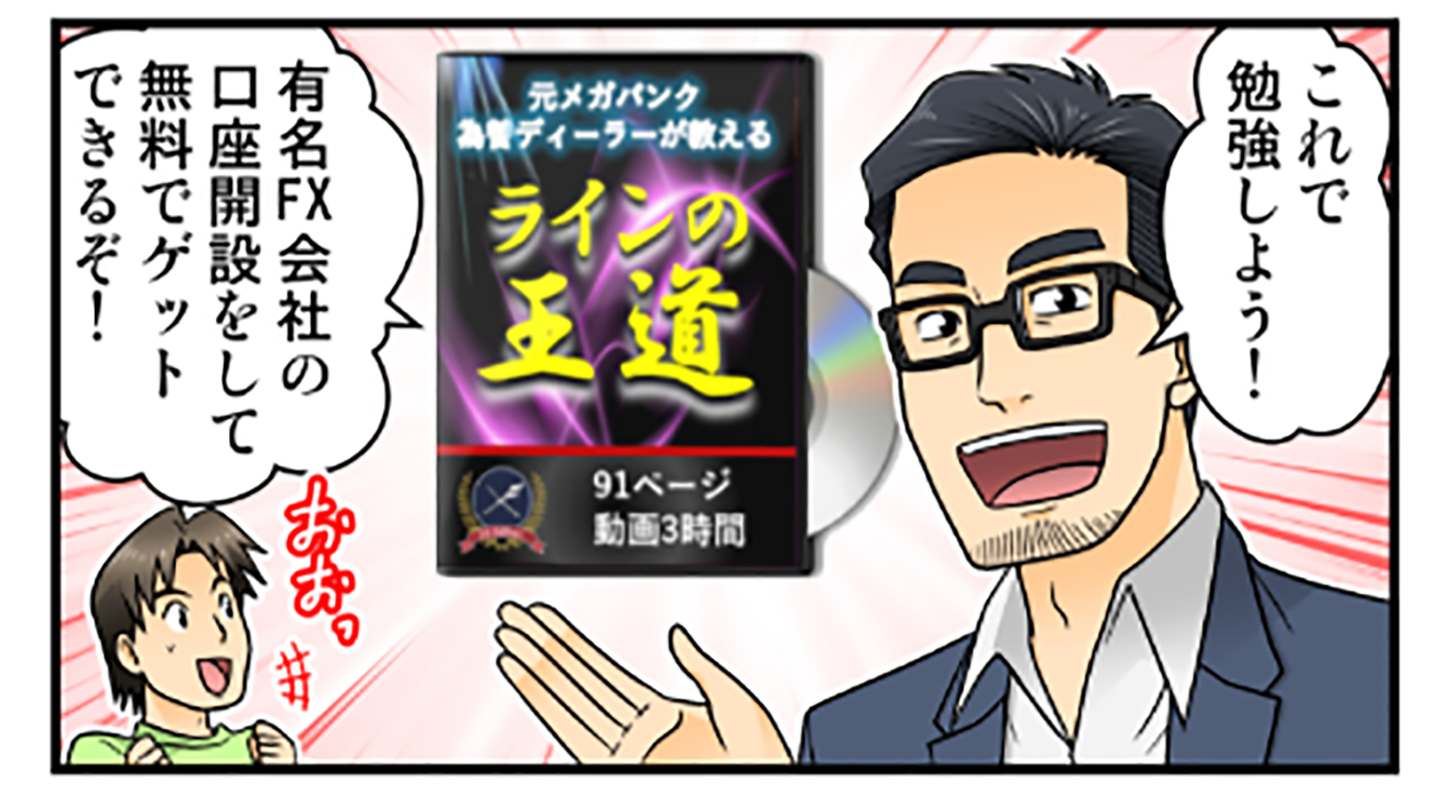 これで
勉強しよう！
元メガバンク
為替ディーラーが教える
ラインの
王道
91ページ
動画3時間
有名FX会社の
口座開設をして
無料でゲット
できるぞ！
おおっ